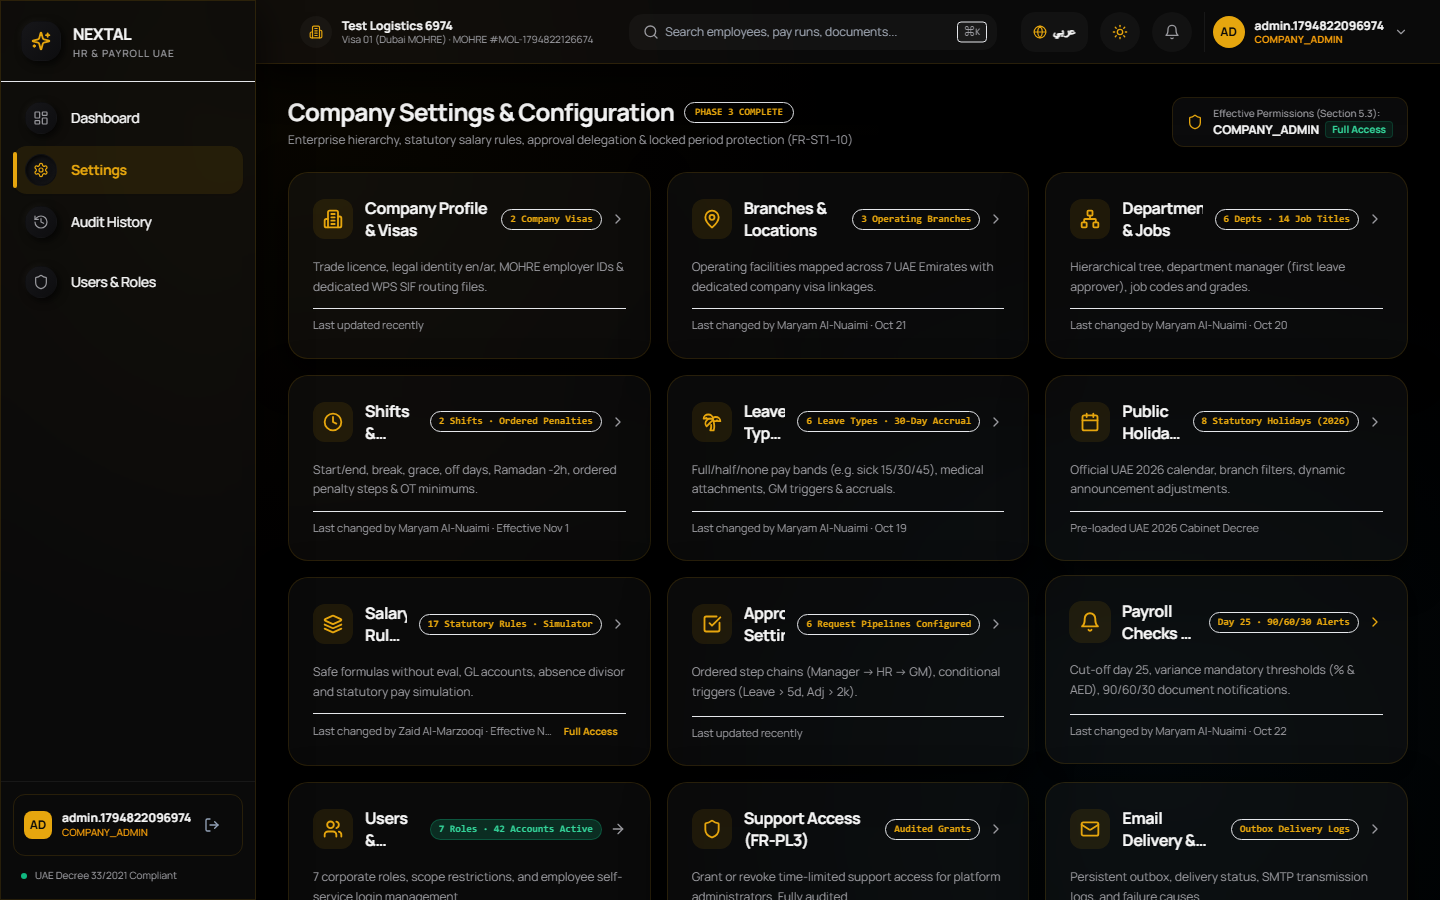 NEXTAL
HR & PAYROLL UAE
Dashboard
Settings
Audit History
Users & Roles
AD
admin.1794822096974
COMPANY_ADMIN
UAE Decree 33/2021 Compliant
Test Logistics 6974
Visa 01 (Dubai MOHRE) · MOHRE #MOL-1794822126674
Search employees, pay runs, documents...
⌘K
عربي
AD
admin.1794822096974
COMPANY_ADMIN
Company Settings & Configuration
PHASE 3 COMPLETE
Enterprise hierarchy, statutory salary rules, approval delegation & locked period protection (FR-ST1–10)
Effective Permissions (Section 5.3):
COMPANY_ADMIN Full Access
Company Profile
& Visas
2 Company Visas
Trade licence, legal identity en/ar, MOHRE employer IDs &
dedicated WPS SIF routing files.
Last updated recently
Branches &
Locations
3 Operating Branches
Operating facilities mapped across 7 UAE Emirates with
dedicated company visa linkages.
Last changed by Maryam Al-Nuaimi · Oct 21
Departmen
& Jobs
6 Depts · 14 Job Titles
Hierarchical tree, department manager (first leave
approver), job codes and grades.
Last changed by Maryam Al-Nuaimi · Oct 20
Shifts
&...
2 Shifts · Ordered Penalties
Start/end, break, grace, off days, Ramadan -2h, ordered
penalty steps & OT minimums.
Last changed by Maryam Al-Nuaimi · Effective Nov 1
Leave
Typ...
6 Leave Types · 30-Day Accrual
Full/half/none pay bands (e.g. sick 15/30/45), medical
attachments, GM triggers & accruals.
Last changed by Maryam Al-Nuaimi · Oct 19
Public
Holida...
8 Statutory Holidays (2026)
Official UAE 2026 calendar, branch filters, dynamic
announcement adjustments.
Pre-loaded UAE 2026 Cabinet Decree
Salary
Rul...
17 Statutory Rules · Simulator
Safe formulas without eval, GL accounts, absence divisor
and statutory pay simulation.
Last changed by Zaid Al-Marzooqi · Effective N...
Full Access
Appro
Settin
6 Request Pipelines Configured
Ordered step chains (Manager → HR → GM), conditional
triggers (Leave > 5d, Adj > 2k).
Last updated recently
Payroll
Checks ...
Day 25 · 90/60/30 Alerts
Cut-off day 25, variance mandatory thresholds (% &
AED), 90/60/30 document notifications.
Last changed by Maryam Al-Nuaimi · Oct 22
Users
&...
7 Roles · 42 Accounts Active
7 corporate roles, scope restrictions, and employee self-
service login management.
Support Access
(FR-PL3)
Audited Grants
Grant or revoke time-limited support access for platform
administrators. Fully audited.
Email
Delivery &...
Outbox Delivery Logs
Persistent outbox, delivery status, SMTP transmission
logs, and failure causes.